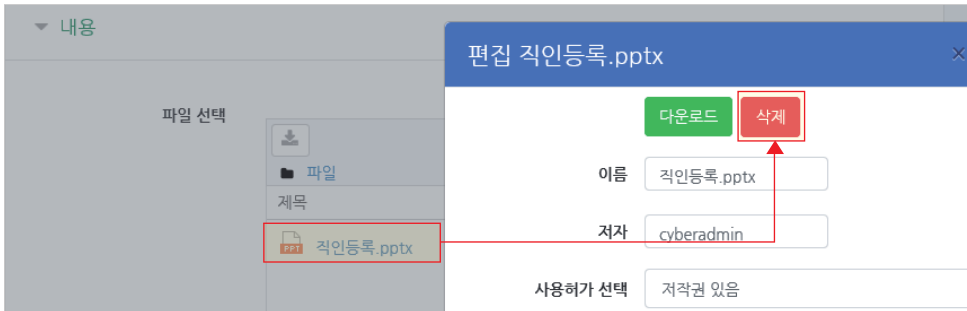 내용
파일 선택
파일
제목
PPT
직인등록.pptx
편집 직인등록.pptx
×
다운로드 삭제
이름 직인등록.pptx
저자 cyberadmin
사용허가 선택 저작권 있음